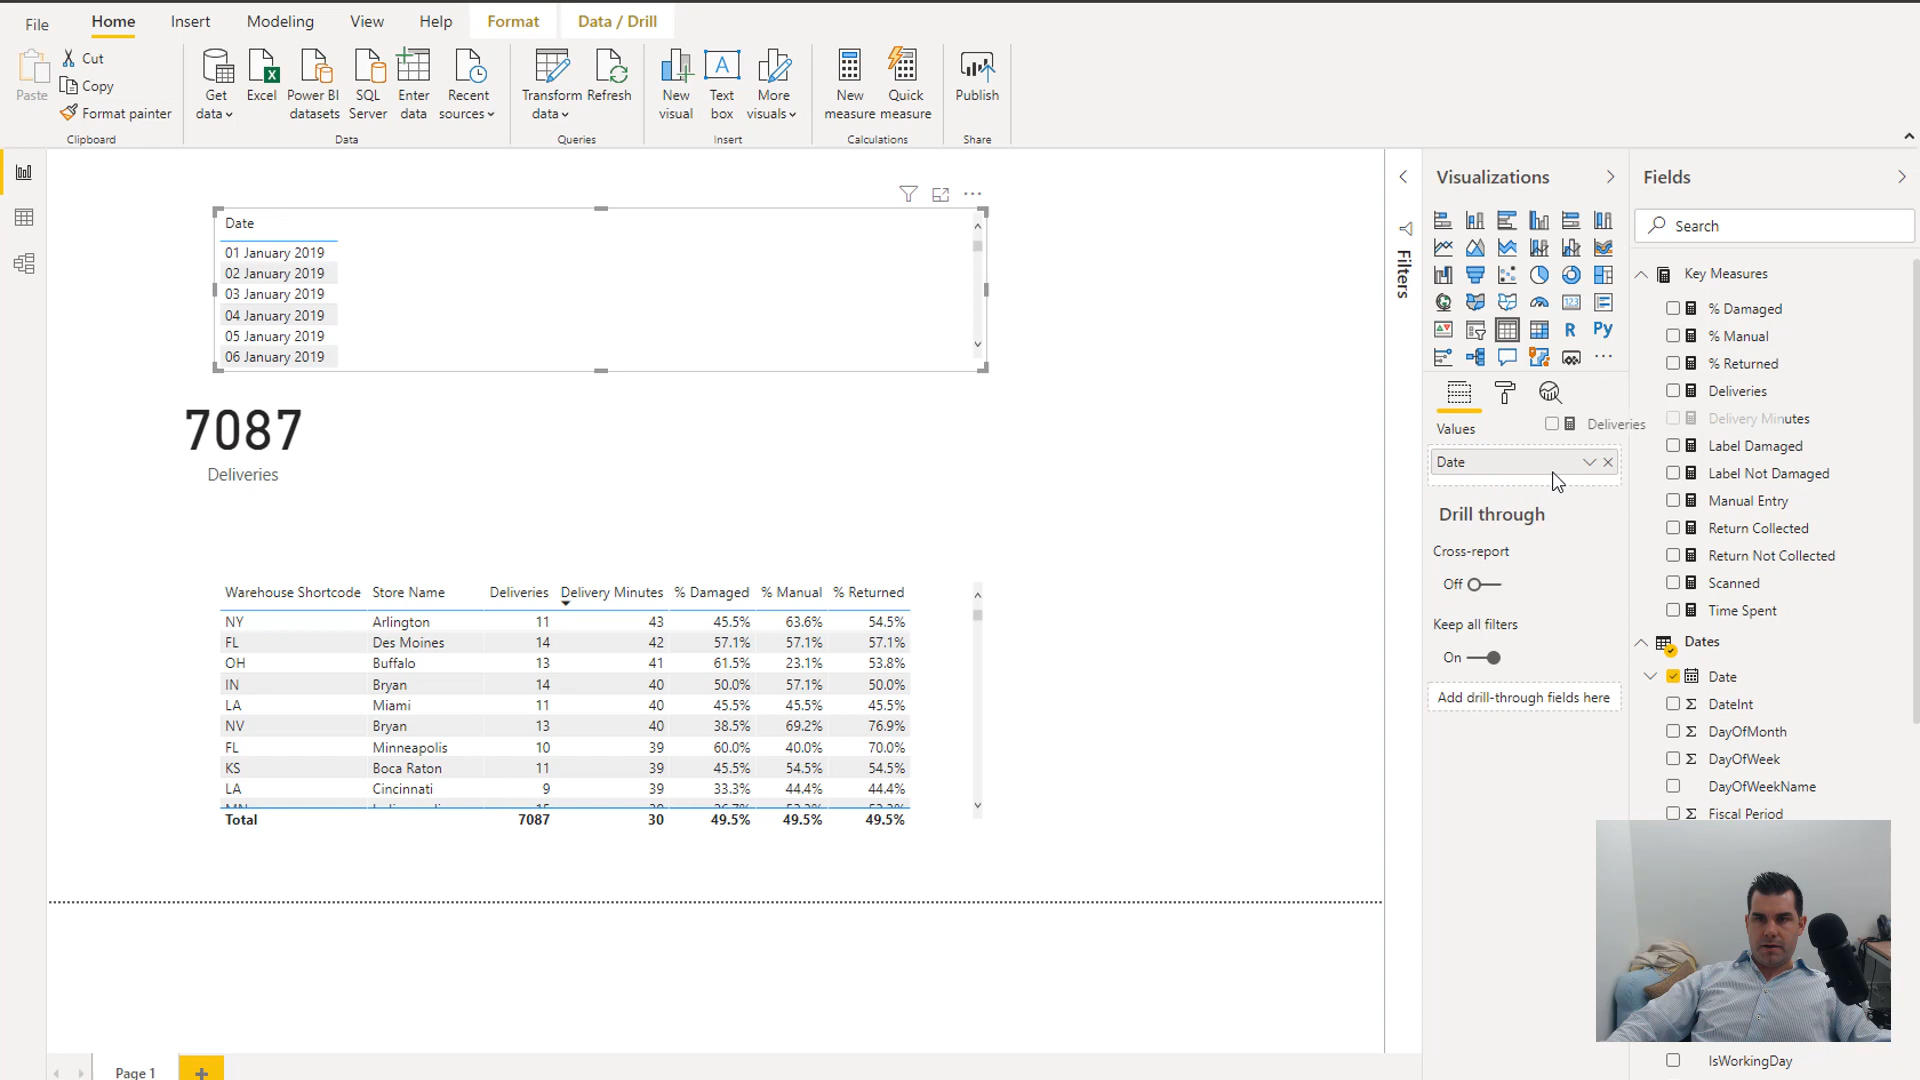 File Home Insert Modeling View Help Format Data / Drill
Paste Cut Copy Format painter
Get data Excel Power BI datasets SQL Server Enter data Recent sources Transform data Refresh New visual Text box More visuals New measure Quick measure Publish
Clipboard Data Queries Insert Calculations Share
Date
01 January 2019
02 January 2019
03 January 2019
04 January 2019
05 January 2019
06 January 2019
7087
Deliveries
Warehouse Shortcode Store Name Deliveries Delivery Minutes % Damaged % Manual % Returned
NY Arlington 11 43 45.5% 63.6% 54.5%
FL Des Moines 14 42 57.1% 57.1% 57.1%
OH Buffalo 13 41 61.5% 23.1% 53.8%
IN Bryan 14 40 50.0% 57.1% 50.0%
LA Miami 11 40 45.5% 45.5% 45.5%
NV Bryan 13 40 38.5% 69.2% 76.9%
FL Minneapolis 10 39 60.0% 40.0% 70.0%
KS Boca Raton 11 39 45.5% 54.5% 54.5%
LA Cincinnati 9 39 33.3% 44.4% 44.4%
Total 7087 30 49.5% 49.5% 49.5%
Page 1
Filters
Visualizations
R Py
123
Values
Deliveries
Date
Drill through
Cross-report
Off
Keep all filters
On
Add drill-through fields here
Fields
Search
Key Measures
% Damaged
% Manual
% Returned
Deliveries
Delivery Minutes
Label Damaged
Label Not Damaged
Manual Entry
Return Collected
Return Not Collected
Scanned
Time Spent
Dates
Date
DateInt
DayOfMonth
DayOfWeek
DayOfWeekName
Fiscal Period
IsWorkingDay